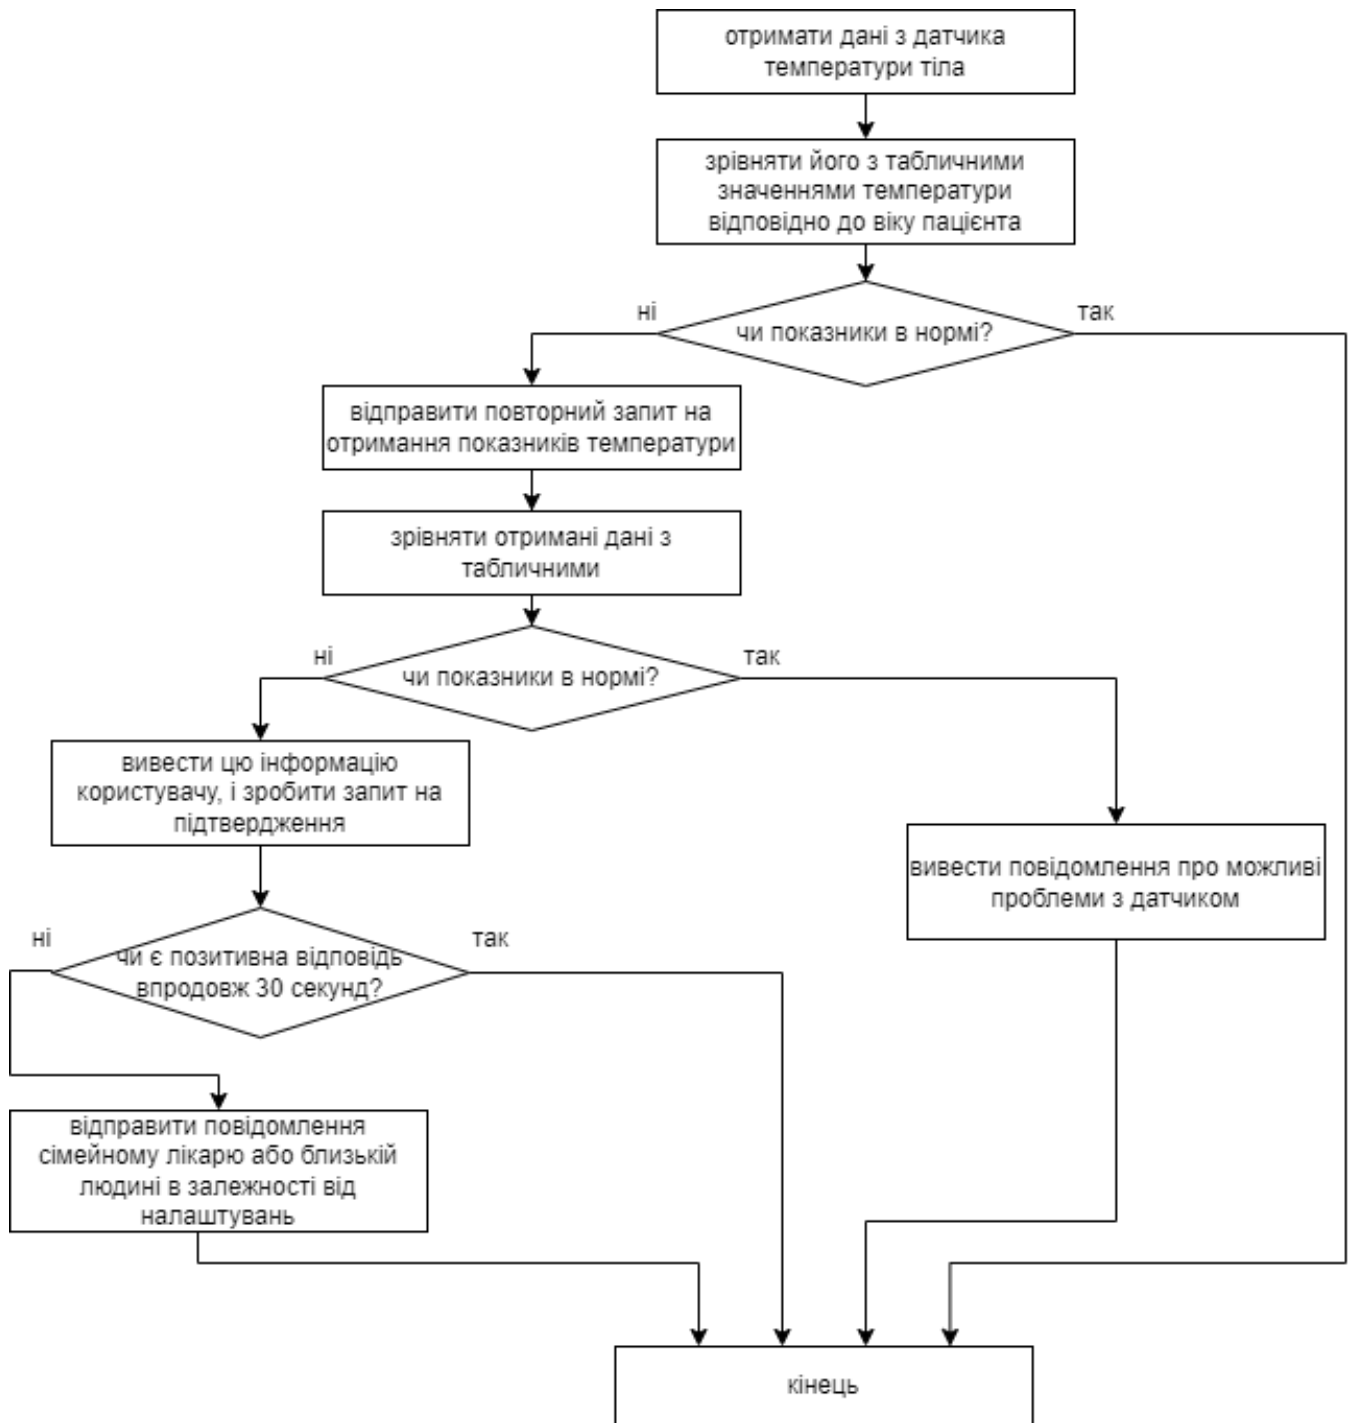 отримати дані з датчика
температури тіла
зрівняти його з табличними
значеннями температури
відповідно до віку пацієнта
ні
так
чи показники в нормі?
відправити повторний запит на
отримання показників температури
зрівняти отримані дані з
табличними
ні
так
чи показники в нормі?
вивести цю інформацію
користувачу, і зробити запит на
підтвердження
вивести повідомлення про можливі
проблеми з датчиком
ні
так
чи є позитивна відповідь
впродовж 30 секунд?
відправити повідомлення
сімейному лікарю або близькій
людині в залежності від
налаштувань
кінець